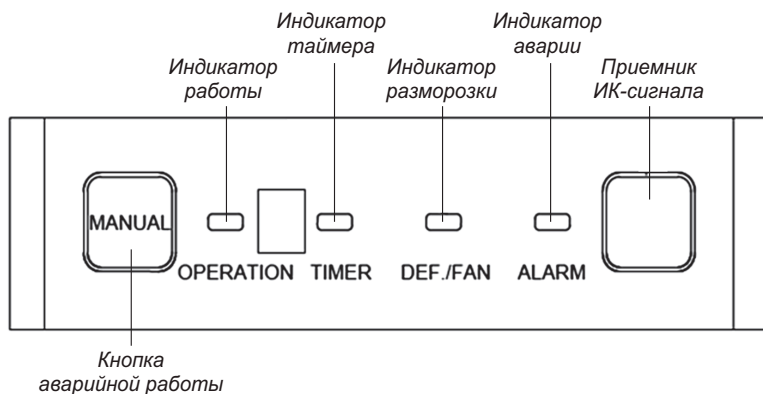 Индикатор
таймера
Индикатор
аварии
Индикатор
работы
Индикатор
разморозки
Приемник
ИК-сигнала
MANUAL
OPERATION TIMER DEF./FAN ALARM
Кнопка
аварийной работы